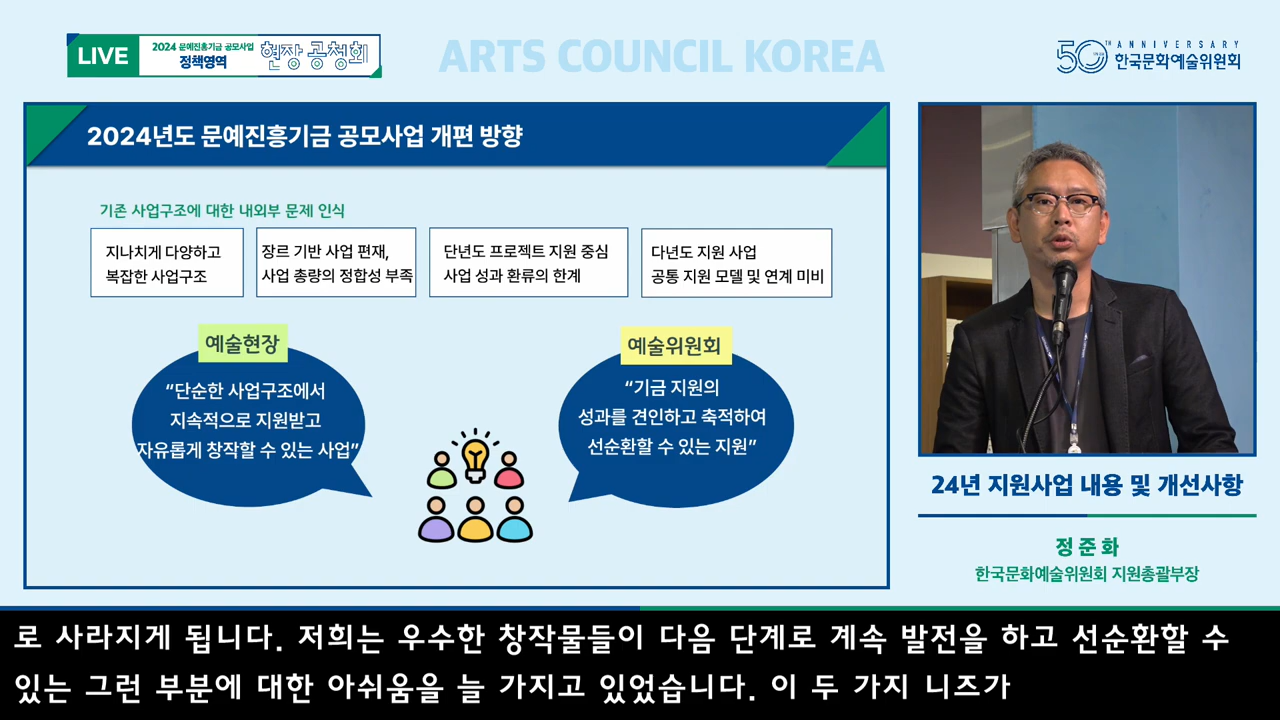 LIVE
2024 문예진흥기금 공모사업
정책영역
현장 공청회
ARTS COUNCIL KOREA
50TH ANNIVERSARY
한국문화예술위원회
2024년도 문예진흥기금 공모사업 개편 방향
기존 사업구조에 대한 내외부 문제 인식
지나치게 다양하고
복잡한 사업구조
장르 기반 사업 편재,
사업 총량의 정합성 부족
단년도 프로젝트 지원 중심
사업 성과 환류의 한계
다년도 지원 사업
공통 지원 모델 및 연계 미비
예술현장
“단순한 사업구조에서
지속적으로 지원받고
자유롭게 창작할 수 있는 사업”
예술위원회
“기금 지원의
성과를 견인하고 축적하여
선순환할 수 있는 지원”
24년 지원사업 내용 및 개선사항
정 준 화
한국문화예술위원회 지원총괄부장
로 사라지게 됩니다. 저희는 우수한 창작물들이 다음 단계로 계속 발전을 하고 선순환할 수
있는 그런 부분에 대한 아쉬움을 늘 가지고 있었습니다. 이 두 가지 니즈가